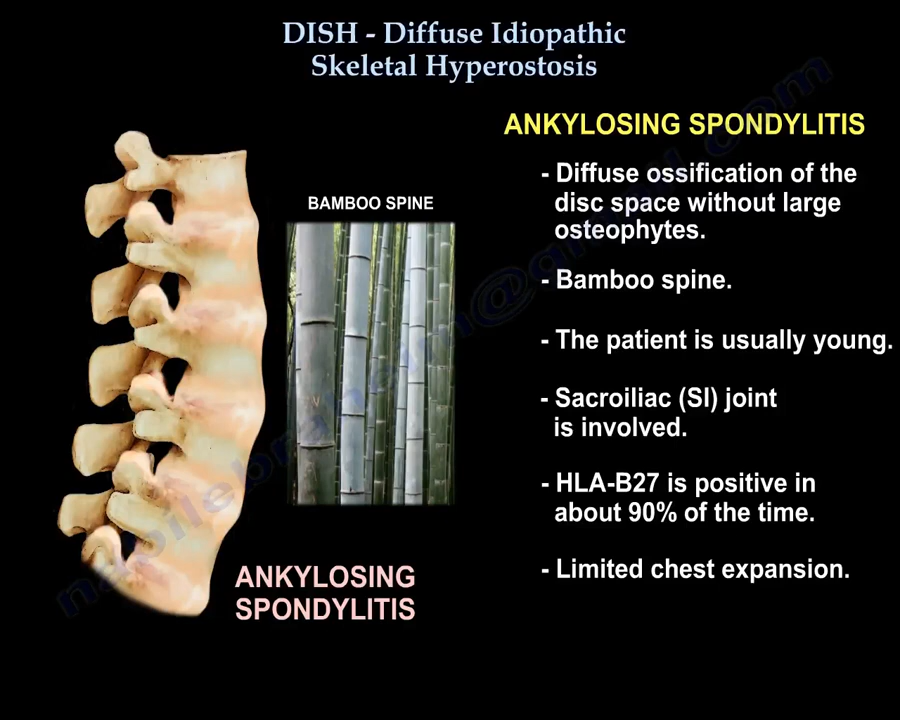 DISH - Diffuse Idiopathic
Skeletal Hyperostosis
ANKYLOSING SPONDYLITIS
- Diffuse ossification of the
disc space without large
osteophytes.
- Bamboo spine.
- The patient is usually young.
- Sacroiliac (SI) joint
is involved.
- HLA-B27 is positive in
about 90% of the time.
- Limited chest expansion.
BAMBOO SPINE
ANKYLOSING
SPONDYLITIS